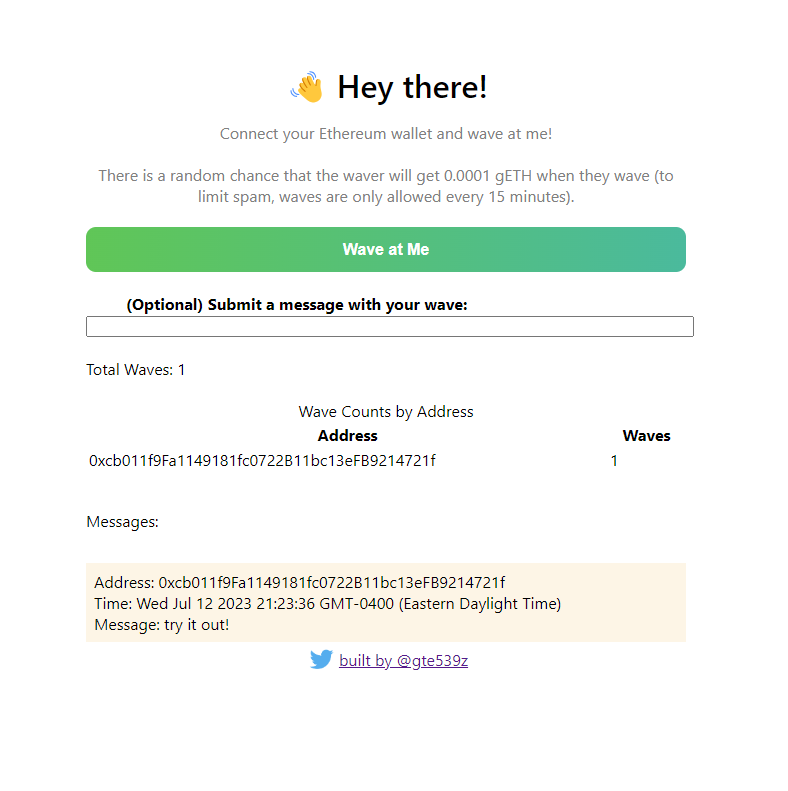 Hey there!
Connect your Ethereum wallet and wave at me!
There is a random chance that the waver will get 0.0001 gETH when they wave (to
limit spam, waves are only allowed every 15 minutes).
Wave at Me
(Optional) Submit a message with your wave:
Total Waves: 1
Wave Counts by Address
Address Waves
0xcb011f9Fa1149181fc0722B11bc13eFB9214721f 1
Messages:
Address: 0xcb011f9Fa1149181fc0722B11bc13eFB9214721f
Time: Wed Jul 12 2023 21:23:36 GMT-0400 (Eastern Daylight Time)
Message: try it out!
built by @gte539z